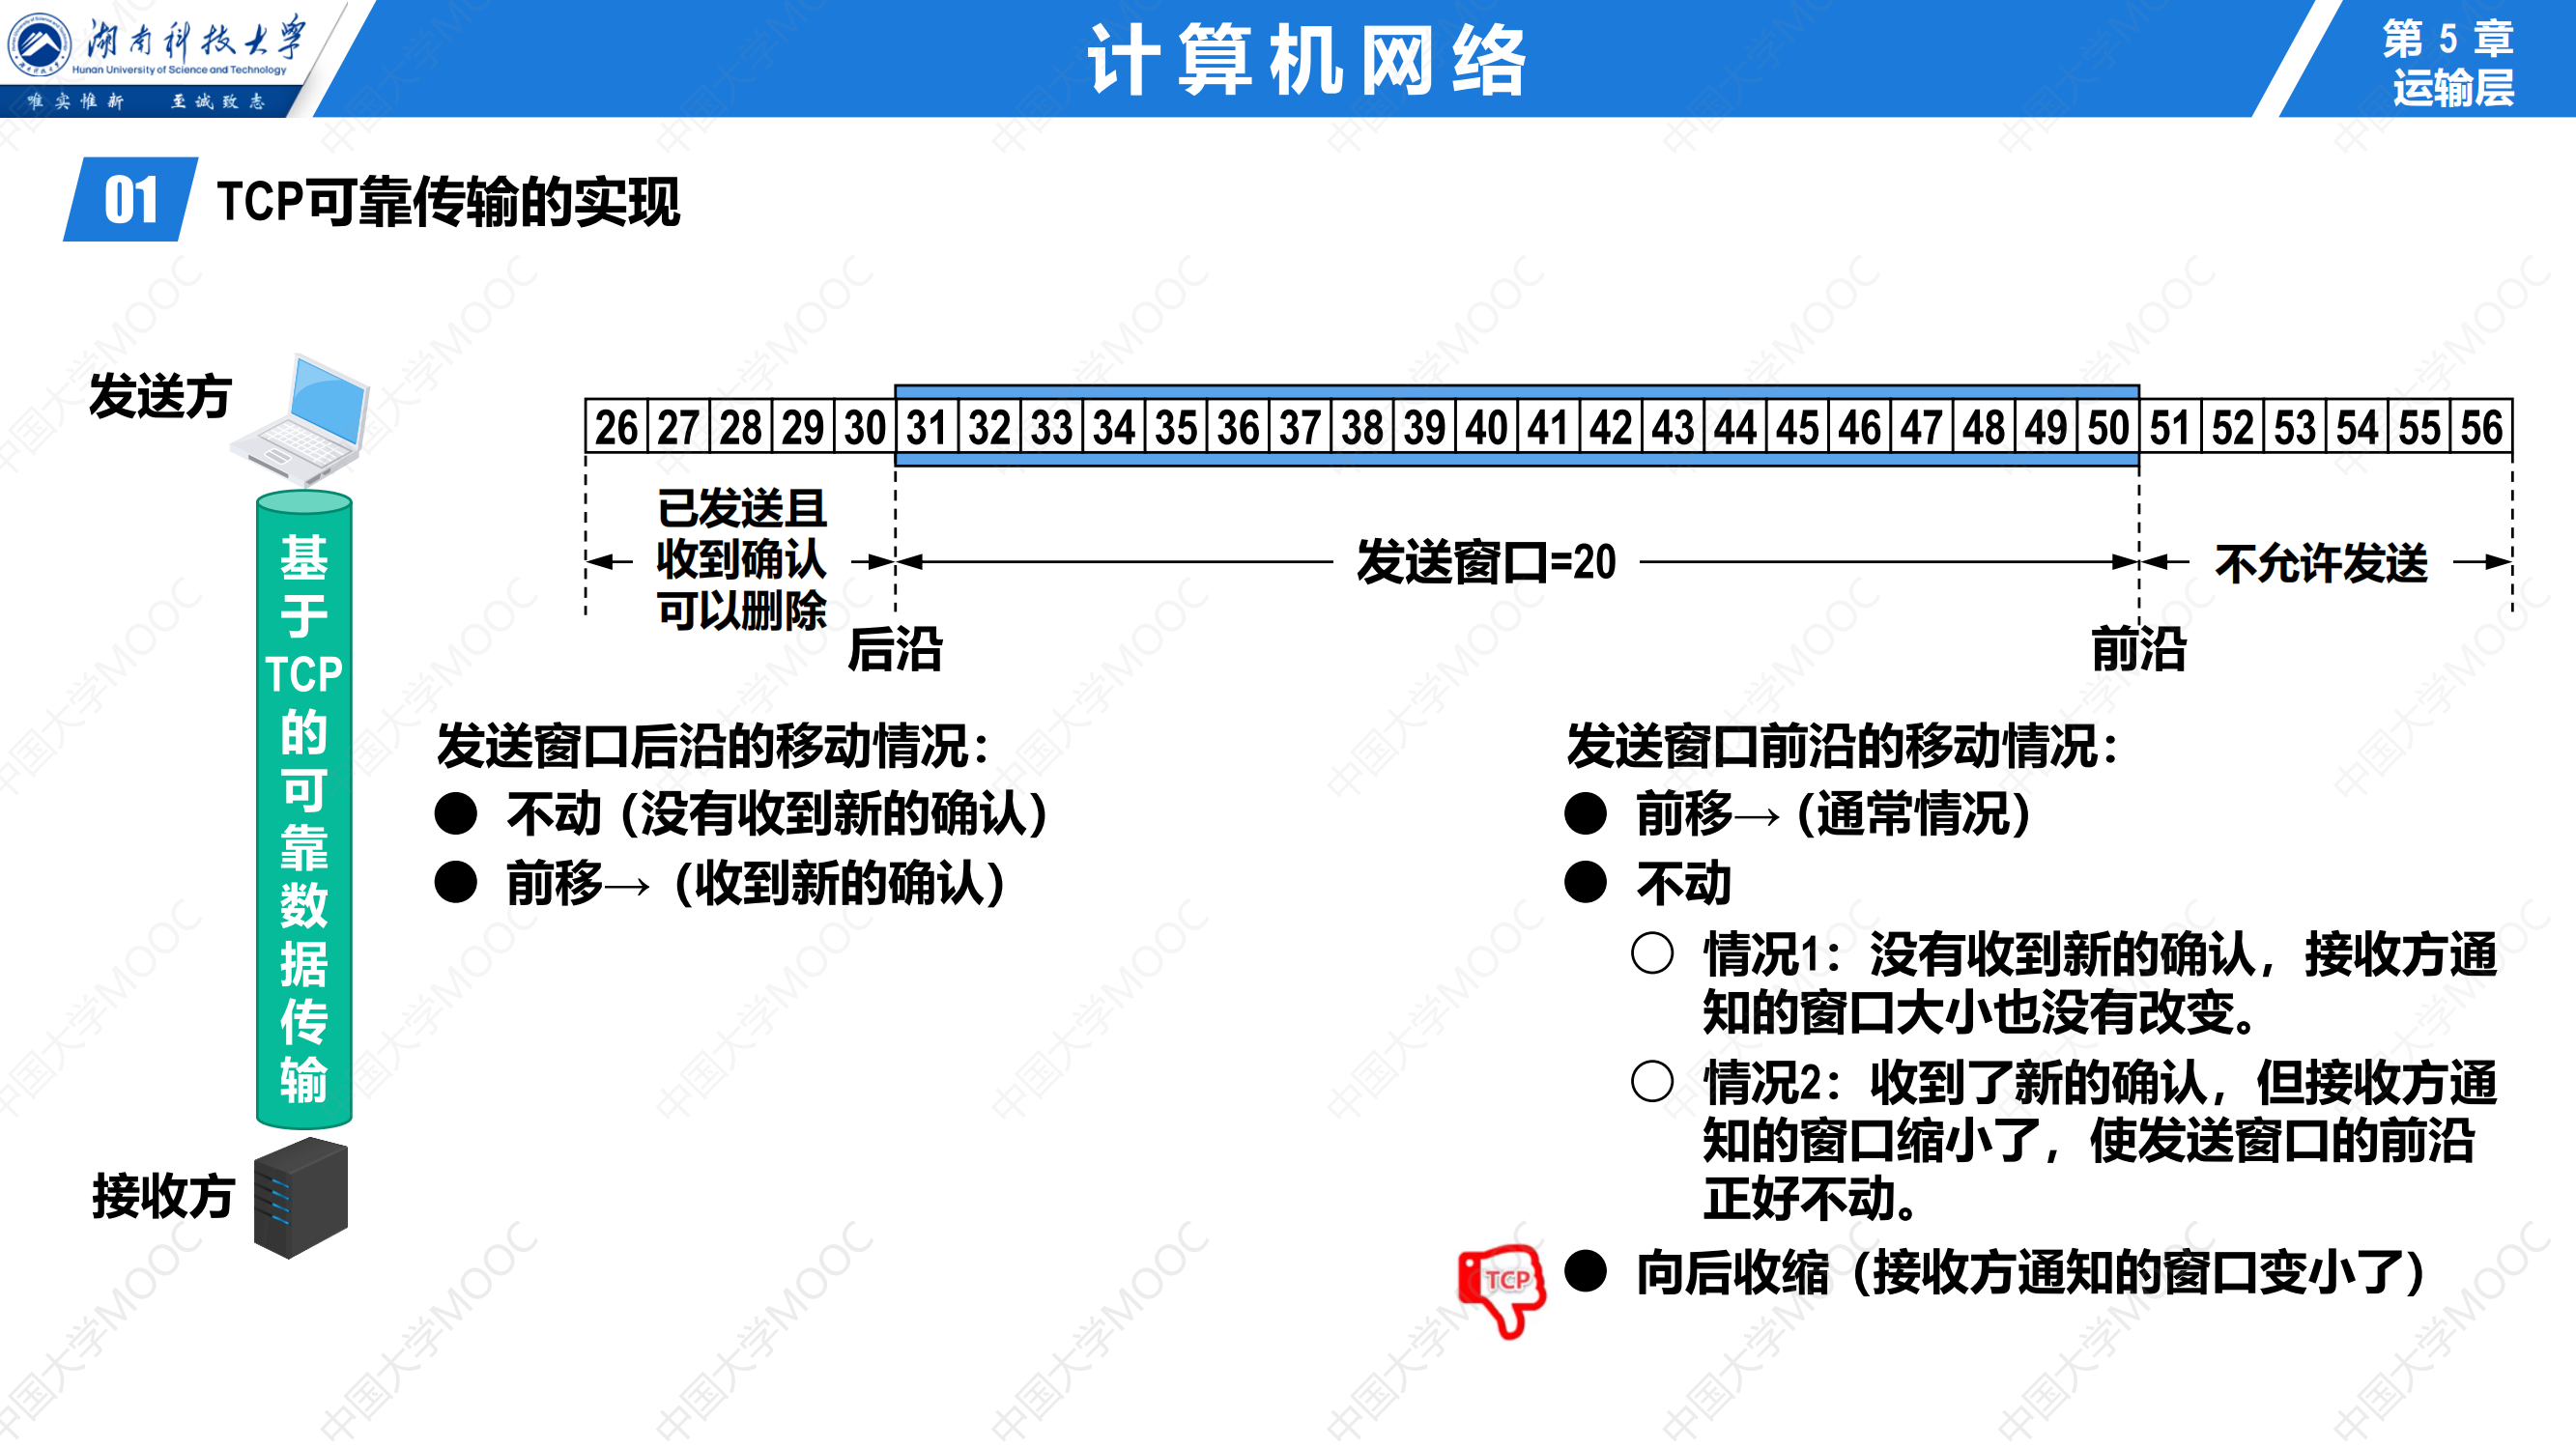 湖南科技大学
Hunan University of Science and Technology
唯实惟新 至诚致志
计算机网络
第 5 章
运输层
01 TCP可靠传输的实现
发送方
26 27 28 29 30 31 32 33 34 35 36 37 38 39 40 41 42 43 44 45 46 47 48 49 50 51 52 53 54 55 56
已发送且
收到确认
可以删除
发送窗口=20
不允许发送
后沿
前沿
基
于
TCP
的
可
靠
数
据
传
输
接收方
发送窗口后沿的移动情况：
● 不动（没有收到新的确认）
● 前移→（收到新的确认）
发送窗口前沿的移动情况：
● 前移→（通常情况）
● 不动
○ 情况1：没有收到新的确认，接收方通
知的窗口大小也没有改变。
○ 情况2：收到了新的确认，但接收方通
知的窗口缩小了，使发送窗口的前沿
正好不动。
TCP
● 向后收缩（接收方通知的窗口变小了）
中国大学MOOC